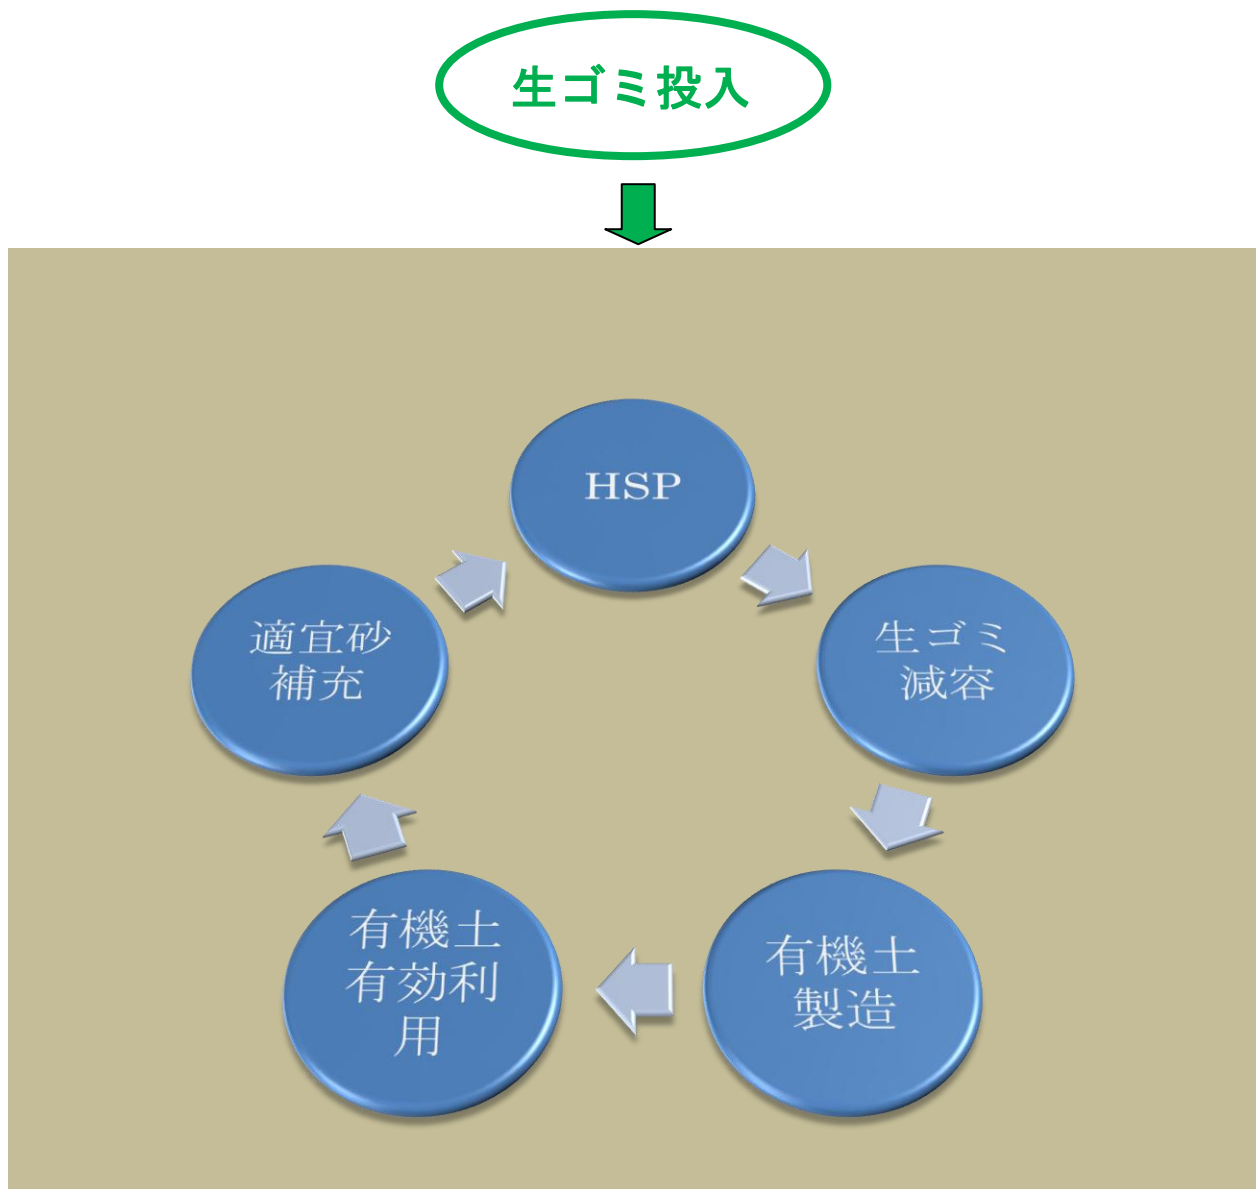 生ゴミ投入
HSP
生ゴミ
減容
有機土
製造
有機土
有効利
用
適宜砂
補充